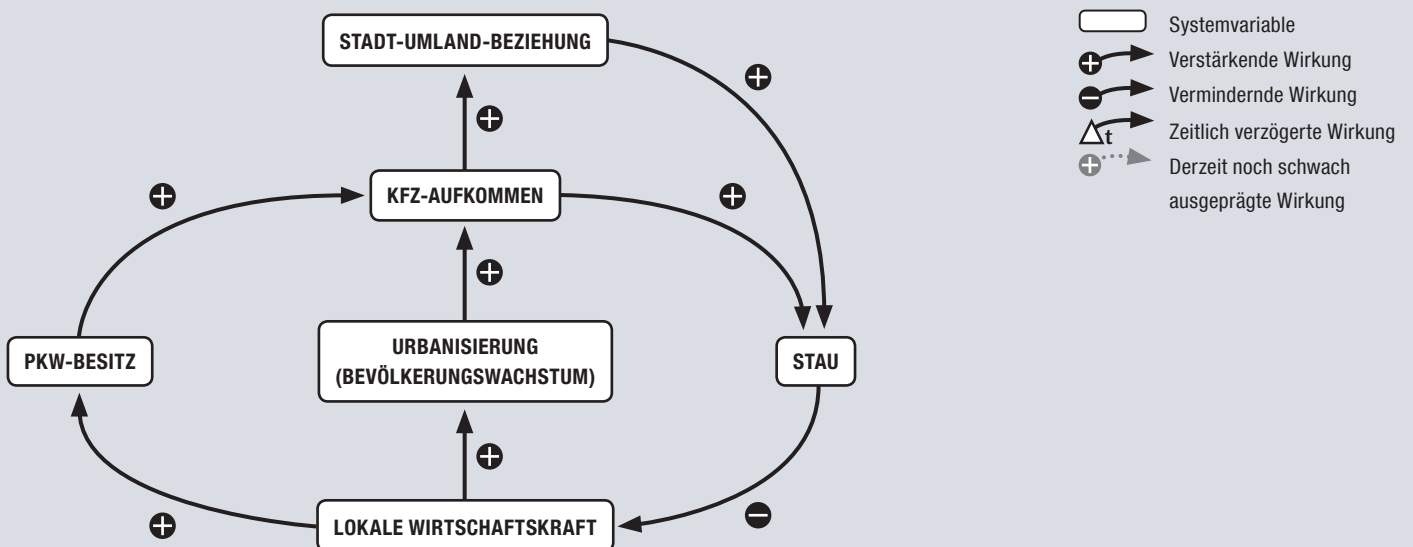 STADT-UMLAND-BEZIEHUNG
KFZ-AUFKOMMEN
PKW-BESITZ
URBANISIERUNG
(BEVÖLKERUNGSWACHSTUM)
STAU
LOKALE WIRTSCHAFTSKRAFT
Systemvariable
Verstärkende Wirkung
Vermindernde Wirkung
Δt Zeitlich verzögerte Wirkung
Derzeit noch schwach
ausgeprägte Wirkung